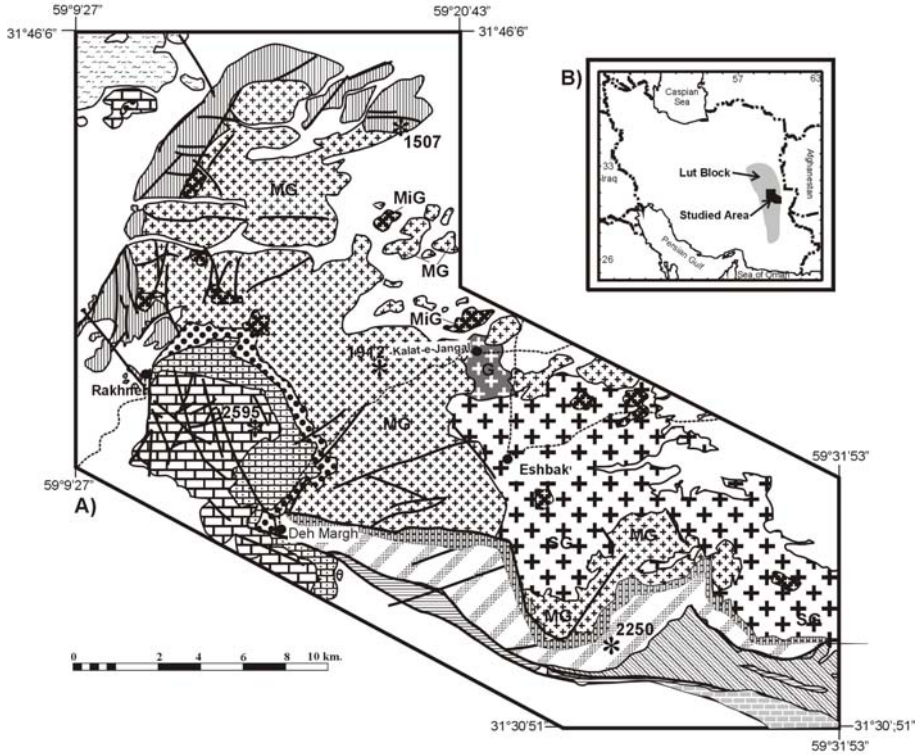 59°9'27"
59°20'43"
31°46'6"
31°46'6"
B)
57
63
Caspian
Sea
33
Iraq
Afghanestan
Lut Block
Studied Area
Persian Gulf
26
Sea of Oman
1507
MG
MiG
MG
MiG
1942
Kalat-e-Jangal
G
Rakhneh
2595
MG
Eshbak
59°31'53"
59°9'27"
A)
Deh Margh
SG
MG
SG
MG
2250
0 2 4 6 8 10 km.
31°30'51
31°30,'51"
59°31'53"